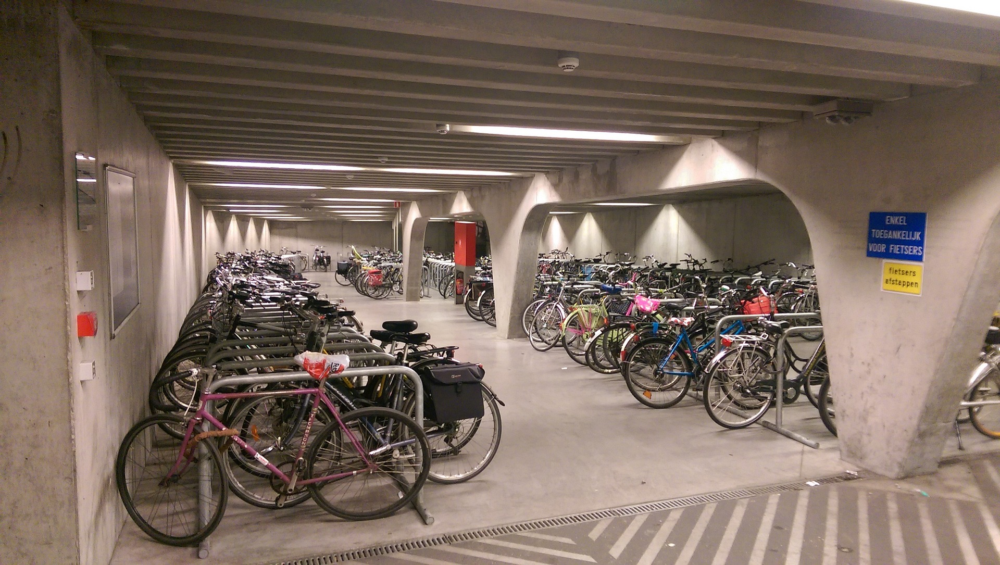 ENKEL
TOEGANKELIJK
VOOR FIETSERS
fietsers
afstappen